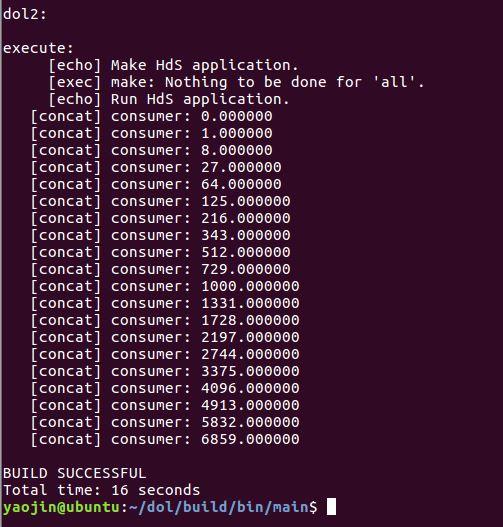 dol2:
execute:
[echo] Make HdS application.
[exec] make: Nothing to be done for 'all'.
[echo] Run HdS application.
[concat] consumer: 0.000000
[concat] consumer: 1.000000
[concat] consumer: 8.000000
[concat] consumer: 27.000000
[concat] consumer: 64.000000
[concat] consumer: 125.000000
[concat] consumer: 216.000000
[concat] consumer: 343.000000
[concat] consumer: 512.000000
[concat] consumer: 729.000000
[concat] consumer: 1000.000000
[concat] consumer: 1331.000000
[concat] consumer: 1728.000000
[concat] consumer: 2197.000000
[concat] consumer: 2744.000000
[concat] consumer: 3375.000000
[concat] consumer: 4096.000000
[concat] consumer: 4913.000000
[concat] consumer: 5832.000000
[concat] consumer: 6859.000000
BUILD SUCCESSFUL
Total time: 16 seconds
yaojin@ubuntu:~/dol/build/bin/main$